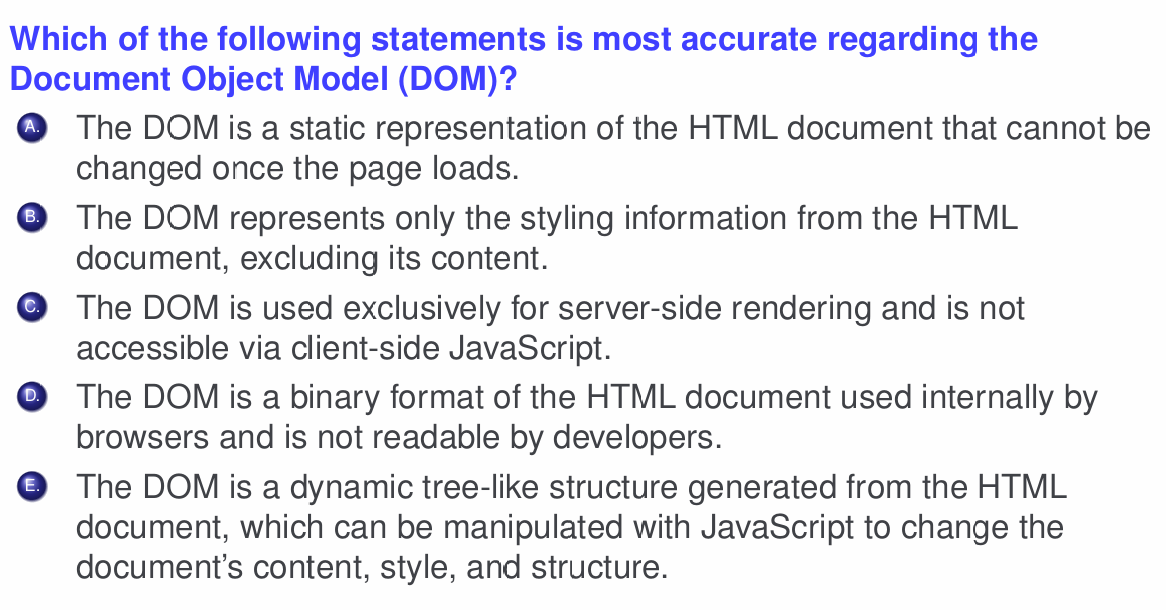 Which of the following statements is most accurate regarding the
Document Object Model (DOM)?
A. The DOM is a static representation of the HTML document that cannot be
changed once the page loads.
B. The DOM represents only the styling information from the HTML
document, excluding its content.
C. The DOM is used exclusively for server-side rendering and is not
accessible via client-side JavaScript.
D. The DOM is a binary format of the HTML document used internally by
browsers and is not readable by developers.
E. The DOM is a dynamic tree-like structure generated from the HTML
document, which can be manipulated with JavaScript to change the
document’s content, style, and structure.